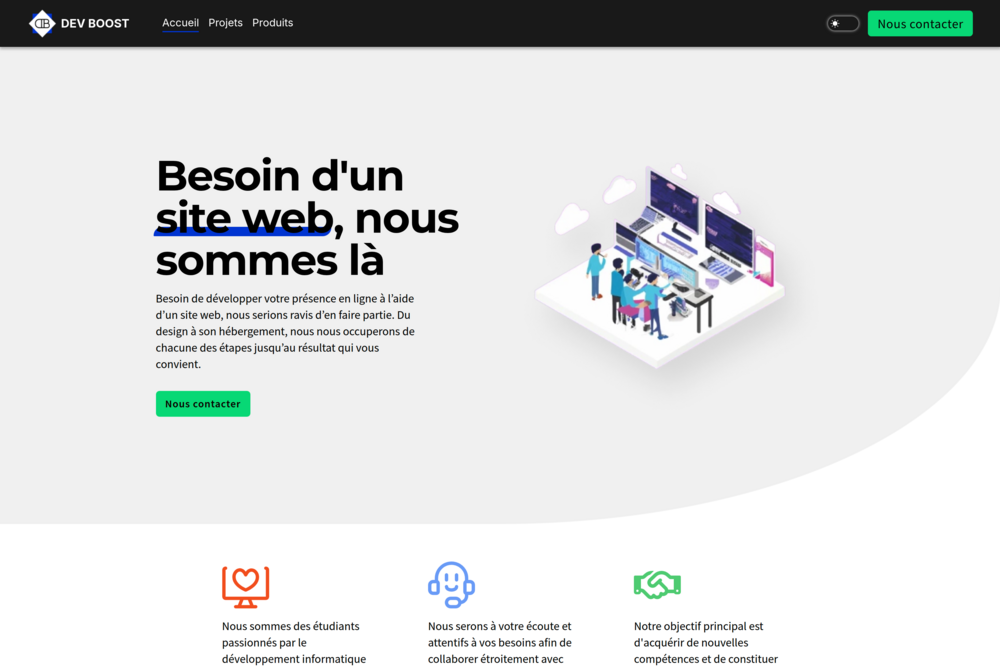 DB DEV BOOST
Accueil Projets Produits
Nous contacter
Besoin d'un
site web, nous
sommes là
Besoin de développer votre présence en ligne à l’aide
d’un site web, nous serions ravis d’en faire partie. Du
design à son hébergement, nous nous occuperons de
chacune des étapes jusqu’au résultat qui vous
convient.
Nous contacter
Nous sommes des étudiants
passionnés par le
développement informatique
Nous serons à votre écoute et
attentifs à vos besoins afin de
collaborer étroitement avec
Notre objectif principal est
d'acquérir de nouvelles
compétences et de constituer